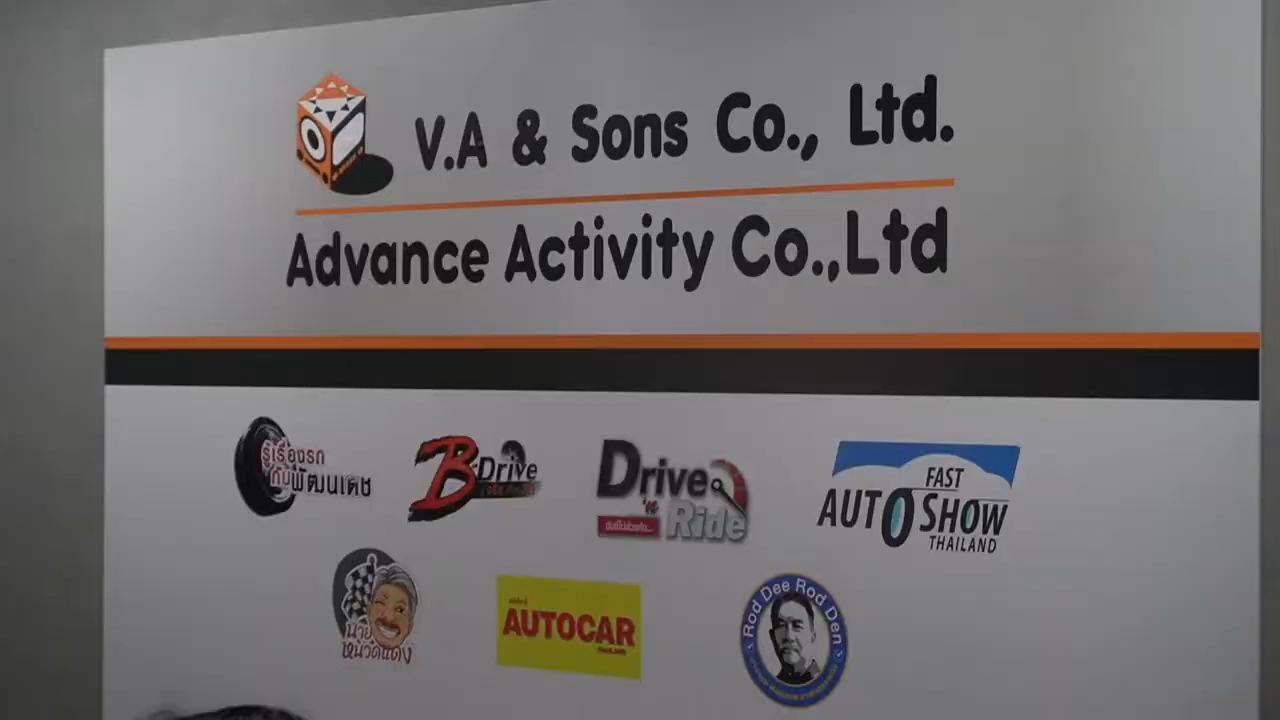 V.A & Sons Co., Ltd.
Advance Activity Co.,Ltd
รู้เรื่องรถ
กับพัฒนเดช
B-Drive
Drive
'n
Ride
FAST
AUTO SHOW
THAILAND
นาย
หนวดแดง
AUTOCAR
THAILAND
Rod Dee Rod Den